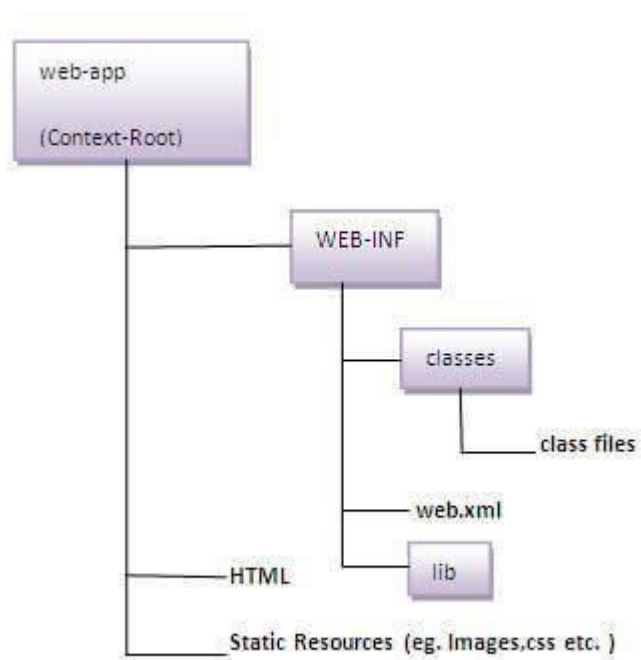 web-app
(Context-Root)
WEB-INF
classes
class files
web.xml
lib
HTML
Static Resources (eg. Images,css etc. )